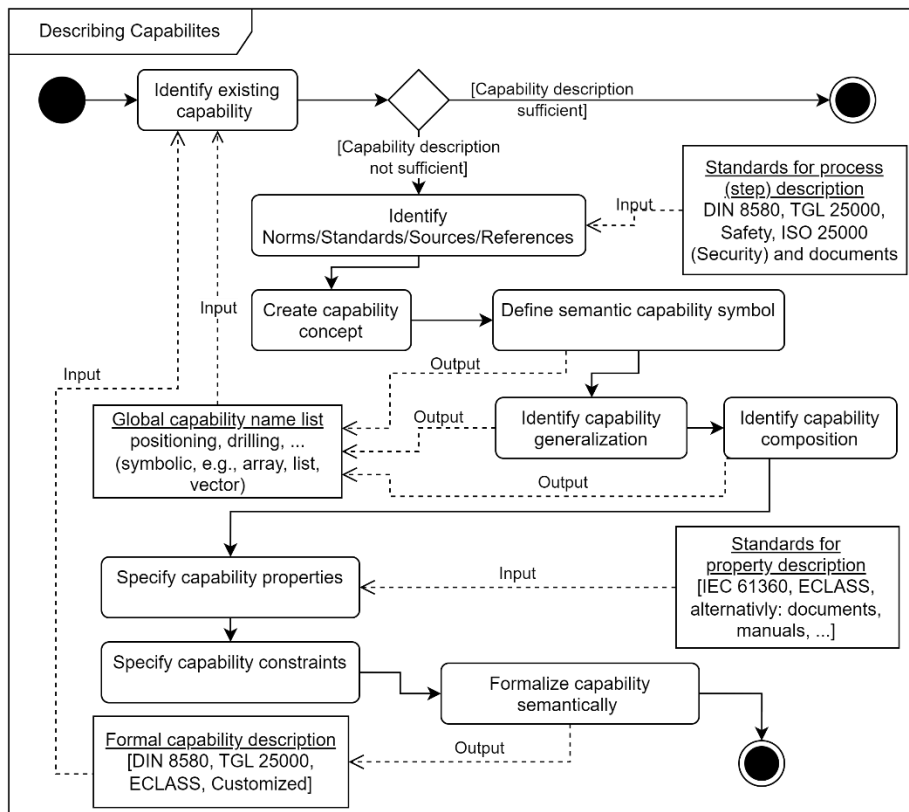 Describing Capabilites
Identify existing
capability
[Capability description
sufficient]
[Capability description
not sufficient]
Standards for process
(step) description
DIN 8580, TGL 25000,
Safety, ISO 25000
(Security) and documents
Input
Identify
Norms/Standards/Sources/References
Create capability
concept
Define semantic capability symbol
Input
Input
Output
Global capability name list
positioning, drilling, ...
(symbolic, e.g., array, list,
vector)
Output
Identify capability
generalization
Identify capability
composition
Output
Specify capability properties
Input
Standards for
property description
[IEC 61360, ECLASS,
alternativly: documents,
manuals, ...]
Specify capability constraints
Formalize capability
semantically
Formal capability description
[DIN 8580, TGL 25000,
ECLASS, Customized]
Output